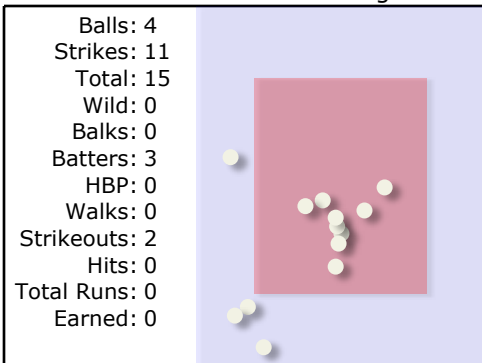 Balls: 4
Strikes: 11
Total: 15
Wild: 0
Balks: 0
Batters: 3
HBP: 0
Walks: 0
Strikeouts: 2
Hits: 0
Total Runs: 0
Earned: 0